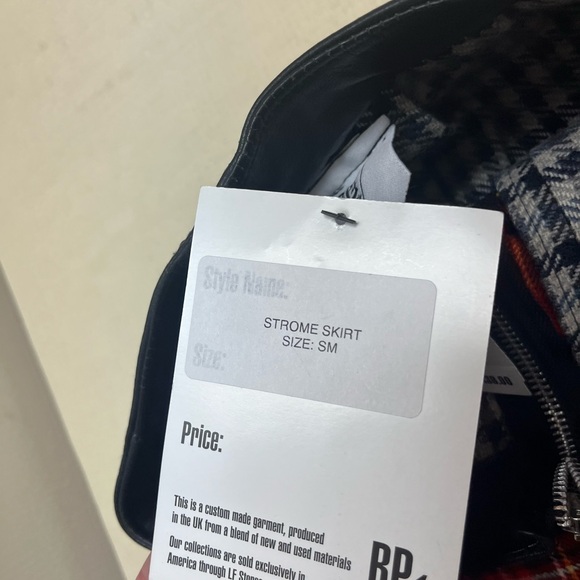 Style Name:
STROME SKIRT
SIZE: SM
Size:
Price:
This is a custom made garment, produced
in the UK from a blend of new and used materials
Our collections are sold exclusively in
America through LF